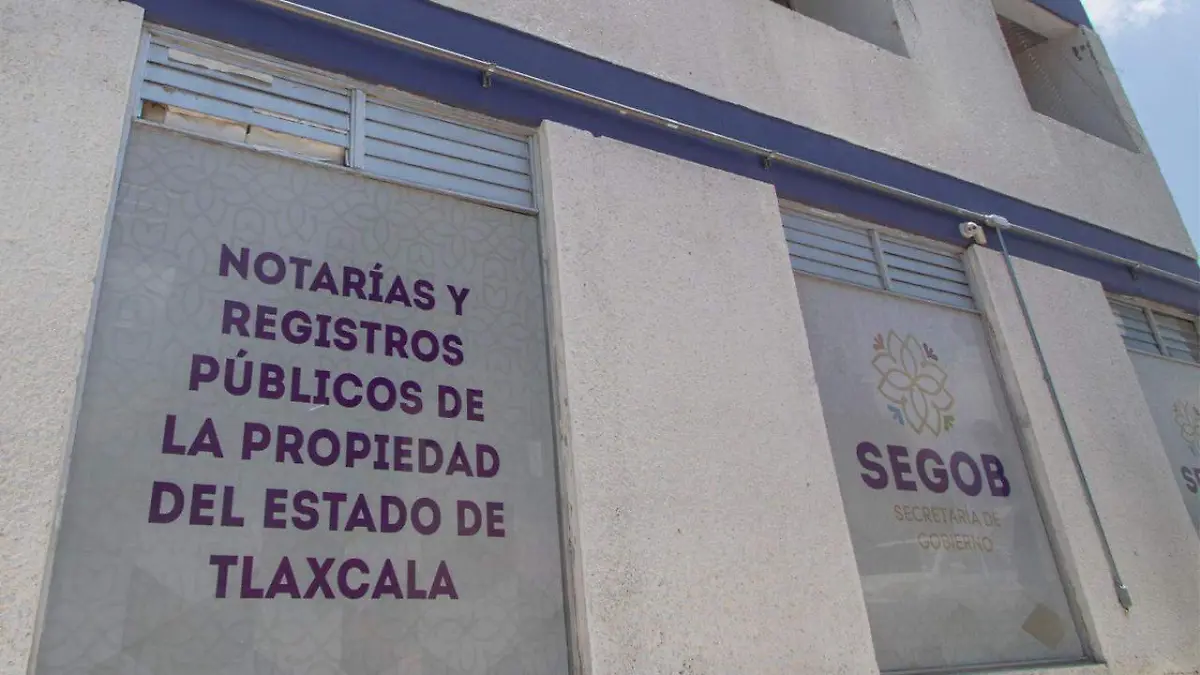 NOTARÍAS Y
REGISTROS
PÚBLICOS DE
LA PROPIEDAD
DEL ESTADO DE
TLAXCALA
SEGOB
SECRETARÍA DE
GOBIERNO